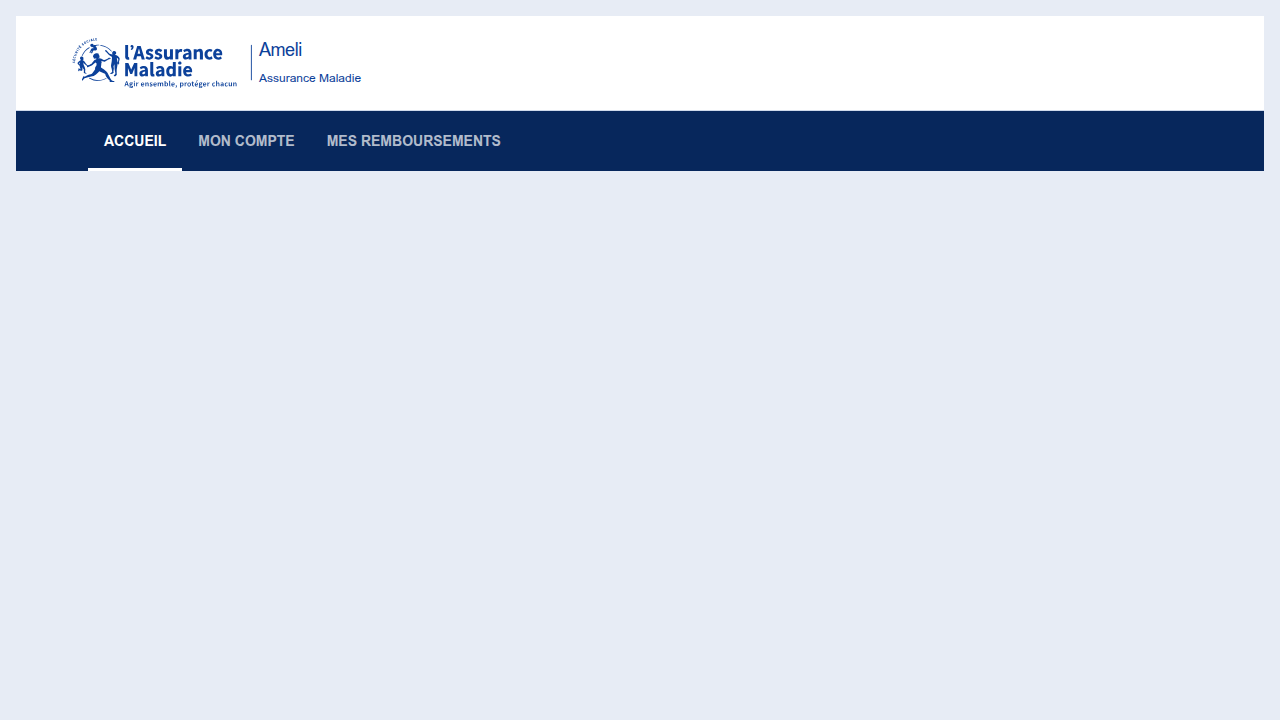 l'Assurance
Maladie
Agir ensemble, protéger chacun
Ameli
Assurance Maladie
ACCUEIL
MON COMPTE
MES REMBOURSEMENTS